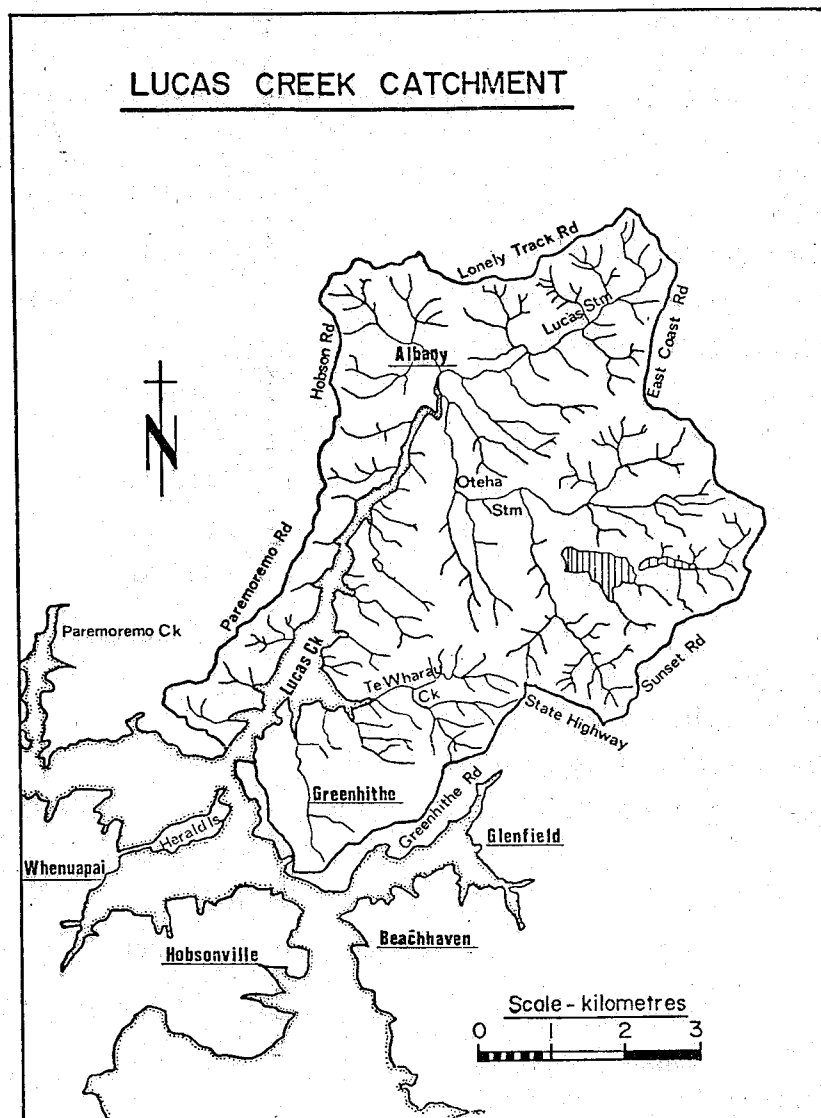 LUCAS CREEK CATCHMENT
Lonely Track Rd
Lucas Stm
East Coast Rd
Hobson Rd
Albany
N
Oteha
Stm
Paremoremo Rd
Paremoremo Ck
Lucas Ck
Te Wharau
Ck
Sunset Rd
State Highway
Greenhithe
Greenhithe Rd
Herald Is
Glenfield
Whenuapai
Beachhaven
Hobsonville
Scale - kilometres
0 1 2 3